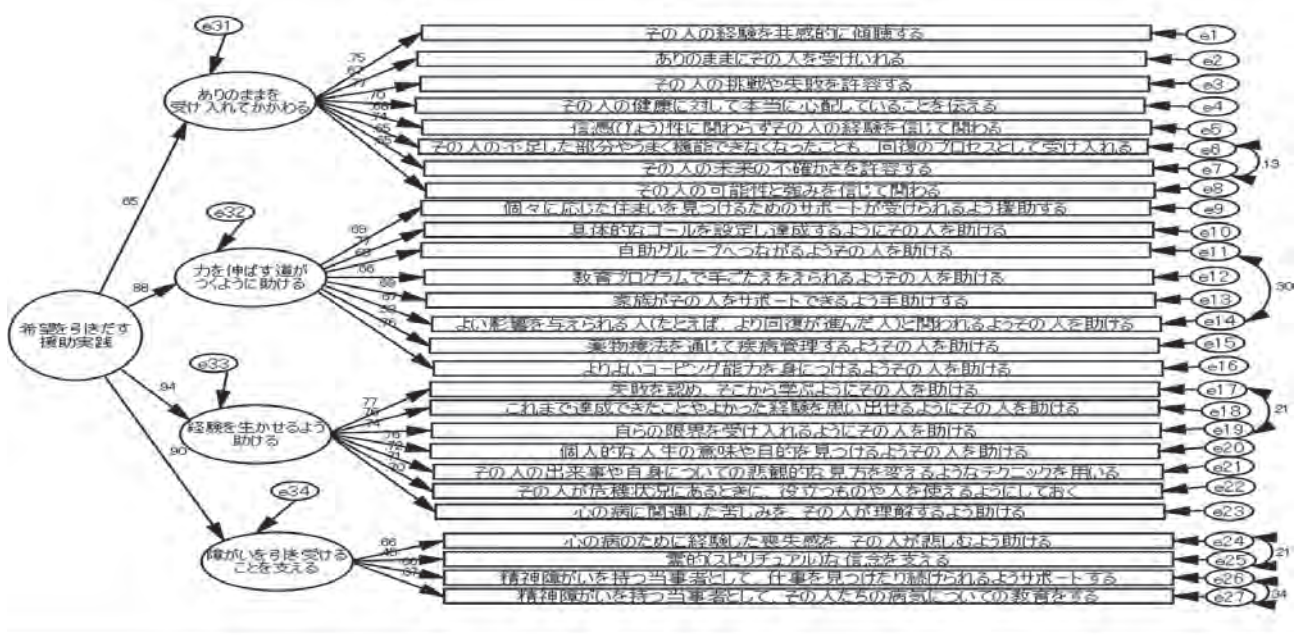 e31
その人の経験を共感的に傾聴する
e1
ありのままにその人を受けいれる
e2
ありのままを
受け入れてかかわる
.75
その人の挑戦や失敗を許容する
e3
その人の健康に対して本当に心配していることを伝える
e4
信憑(ぴょう)性に関わらずその人の経験を信じて関わる
e5
その人の不足した部分やうまく機能できなくなったことも、回復のプロセスとして受け入れる
e6
その人の未来の不確かさを許容する
e7
.13
その人の可能性と強みを信じて関わる
e8
.65
e32
個々に応じた住まいを見つけるためのサポートが受けられるよう援助する
e9
具体的なゴールを設定し達成するようにその人を助ける
e10
自助グループへつながるようその人を助ける
e11
力を伸ばす道が
つくように助ける
.66
教育プログラムで手ごたえをえられるようその人を助ける
e12
.30
.88
家族がその人をサポートできるよう手助けする
e13
よい影響を与えられる人(たとえば、より回復が進んだ人)と関われるようその人を助ける
e14
希望を引きだす
援助実践
薬物療法を通じて疾病管理するようその人を助ける
e15
よりよいコーピング能力を身につけるようその人を助ける
e16
e33
.94
.77
失敗を認め、そこから学ぶようにその人を助ける
e17
これまで達成できたことやよかった経験を思い出せるようにその人を助ける
e18
.21
経験を生かせるよう
助ける
自らの限界を受け入れるようにその人を助ける
e19
個人的な人生の意味や目的を見つけるようその人を助ける
e20
.90
その人の出来事や自身についての悲観的な見方を変えるようなテクニックを用いる
e21
その人が危機状況にあるときに、役立つものや人を使えるようにしておく
e22
.70
心の病に関連した苦しみを、その人が理解するよう助ける
e23
e34
.66
心の病のために経験した喪失感を、その人が悲しむよう助ける
e24
障がいを引き受ける
ことを支える
霊的(スピリチュアル)な信念を支える
e25
.21
精神障がいを持つ当事者として、仕事を見つけたり続けられるようサポートする
e26
精神障がいを持つ当事者として、その人たちの病気についての教育をする
e27
.34